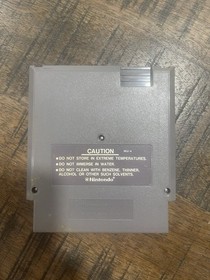 CAUTION
REV-A
•DO NOT STORE IN EXTREME TEMPERATURES.
•DO NOT IMMERSE IN WATER.
•DO NOT CLEAN WITH BENZENE, THINNER,
ALCOHOL OR OTHER SUCH SOLVENTS.
Nintendo